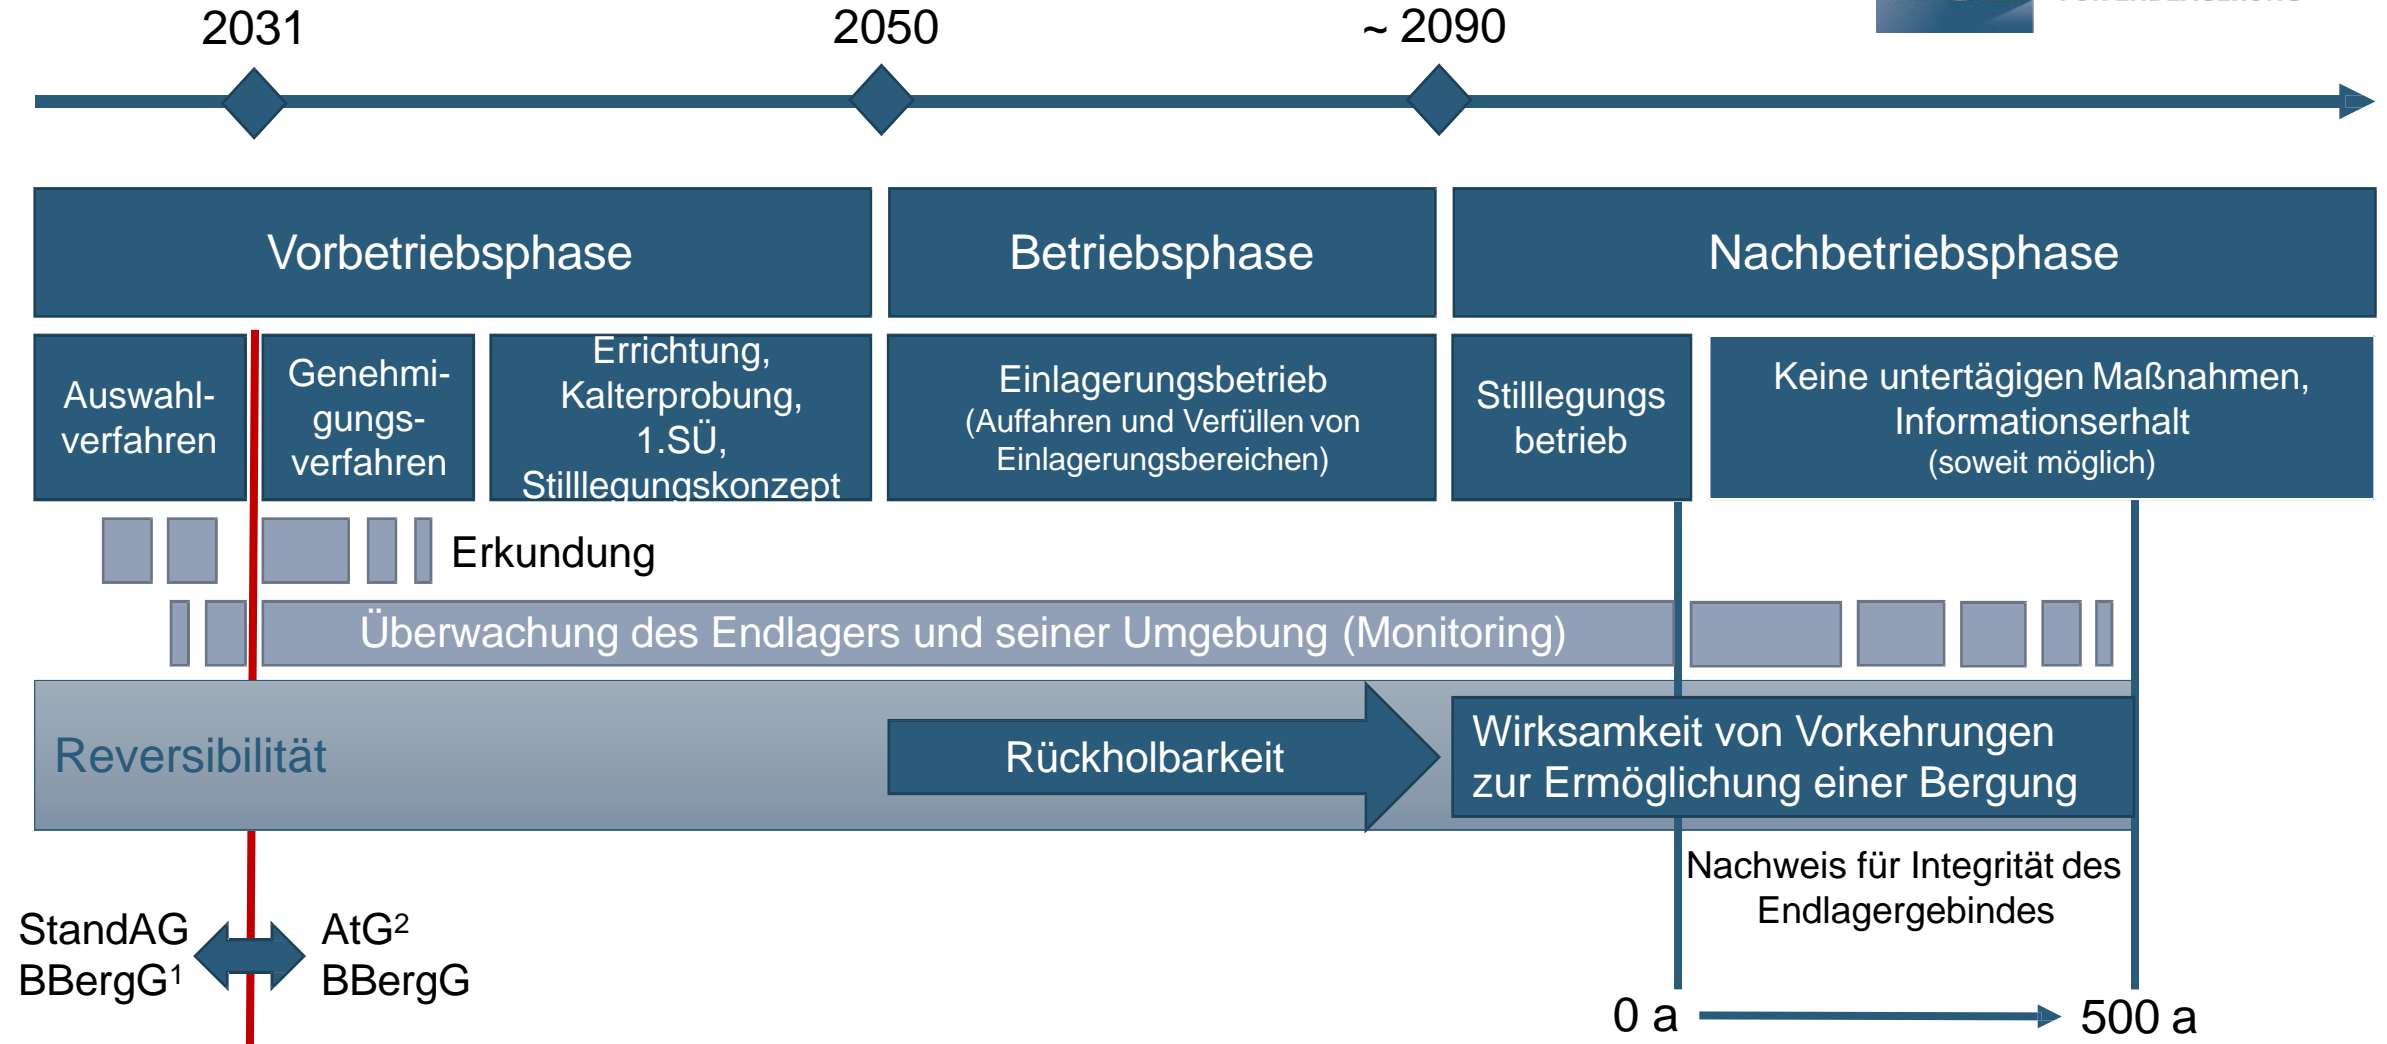 2031
2050
~ 2090
Vorbetriebsphase
Betriebsphase
Nachbetriebsphase
Auswahl-
verfahren
Genehmi-
gungs-
verfahren
Errichtung,
Kalterprobung,
1.SÜ,
Stilllegungskonzept
Einlagerungsbetrieb
(Auffahren und Verfüllen von
Einlagerungsbereichen)
Stilllegungs
betrieb
Keine untertägigen Maßnahmen,
Informationserhalt
(soweit möglich)
Erkundung
Überwachung des Endlagers und seiner Umgebung (Monitoring)
Reversibilität
Rückholbarkeit
Wirksamkeit von Vorkehrungen
zur Ermöglichung einer Bergung
Nachweis für Integrität des
Endlagergebindes
StandAG
BBergG¹
AtG²
BBergG
0 a
500 a